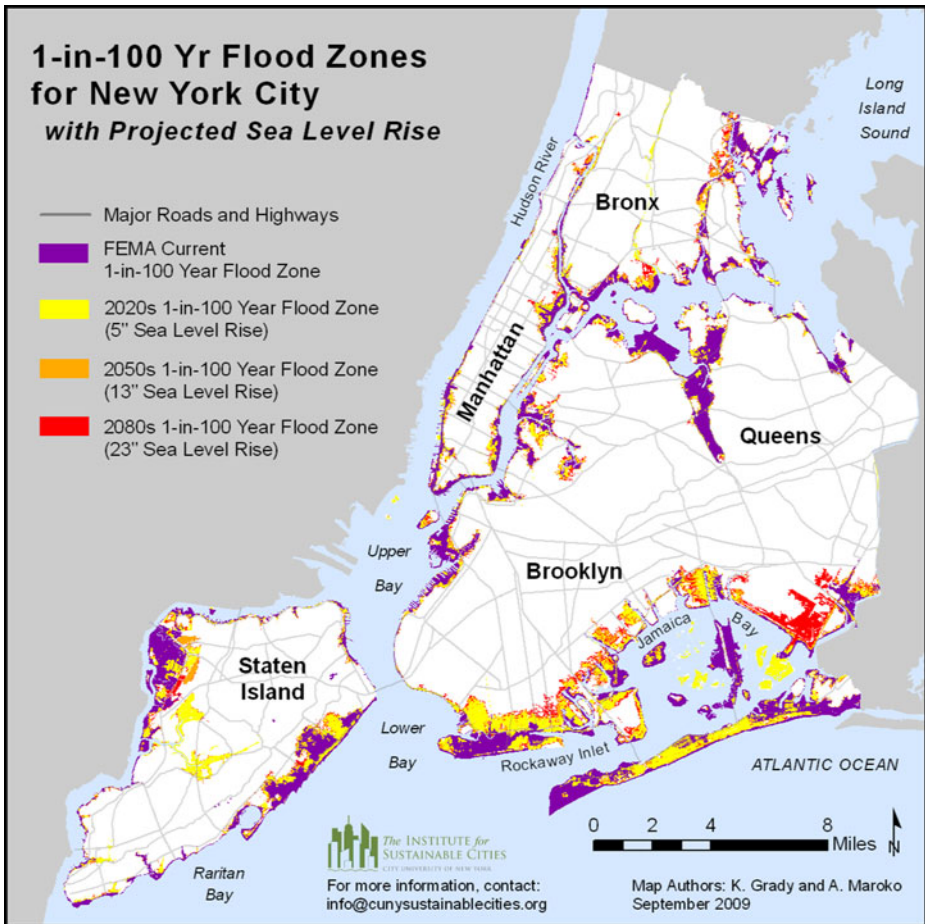 1-in-100 Yr Flood Zones
for New York City
with Projected Sea Level Rise
Long
Island
Sound
Hudson River
Major Roads and Highways
FEMA Current
1-in-100 Year Flood Zone
2020s 1-in-100 Year Flood Zone
(5" Sea Level Rise)
2050s 1-in-100 Year Flood Zone
(13" Sea Level Rise)
2080s 1-in-100 Year Flood Zone
(23" Sea Level Rise)
Bronx
Manhattan
Queens
Upper
Bay
Brooklyn
Jamaica
Bay
Staten
Island
Lower
Bay
Rockaway Inlet
ATLANTIC OCEAN
Raritan
Bay
The INSTITUTE for
SUSTAINABLE CITIES
CITY UNIVERSITY OF NEW YORK
For more information, contact:
info@cunysustainablecities.org
0 2 4 8
Miles
N
Map Authors: K. Grady and A. Maroko
September 2009